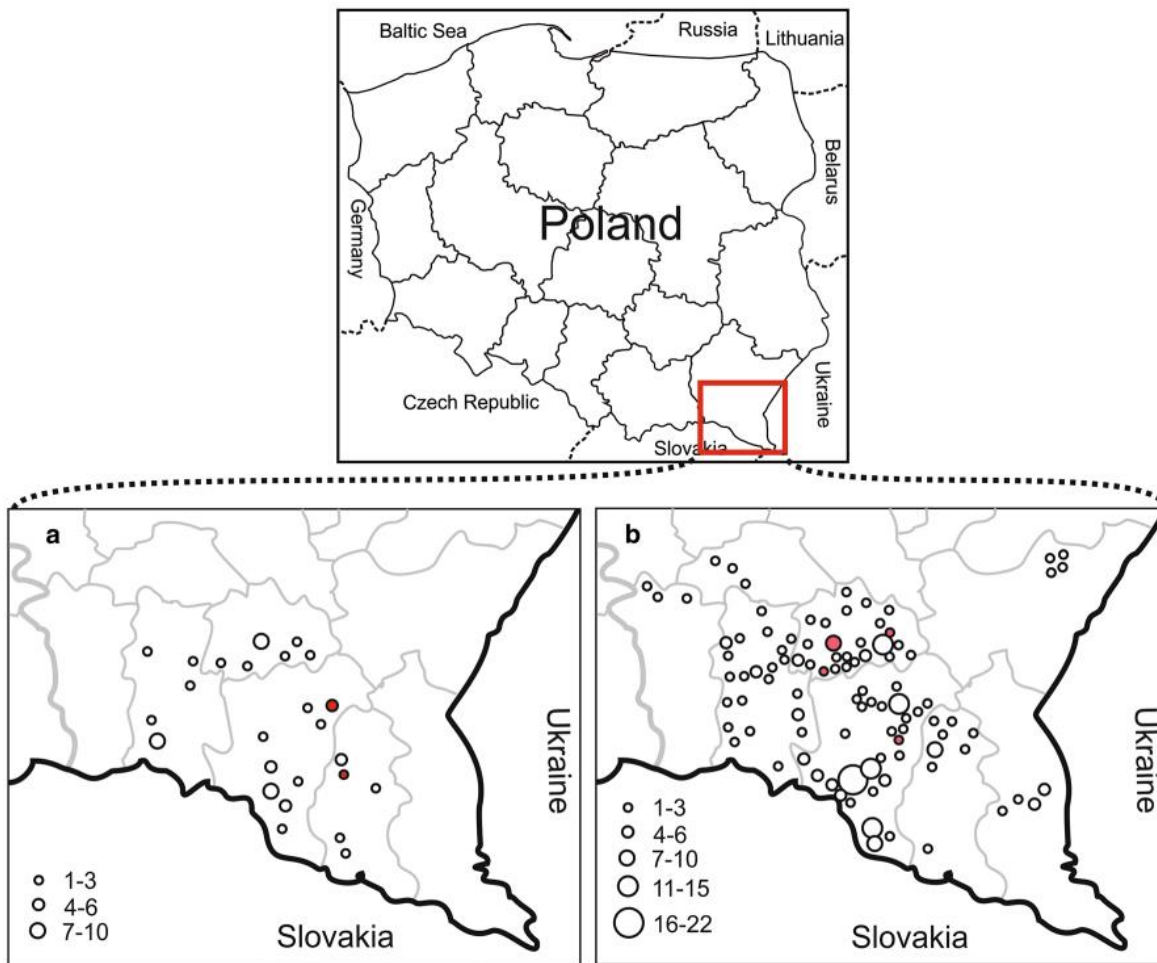 Baltic Sea
Russia
Lithuania
Belarus
Germany
Poland
Ukraine
Czech Republic
Slovakia
a
Ukraine
1-3
4-6
7-10
Slovakia
b
Ukraine
1-3
4-6
7-10
11-15
16-22
Slovakia